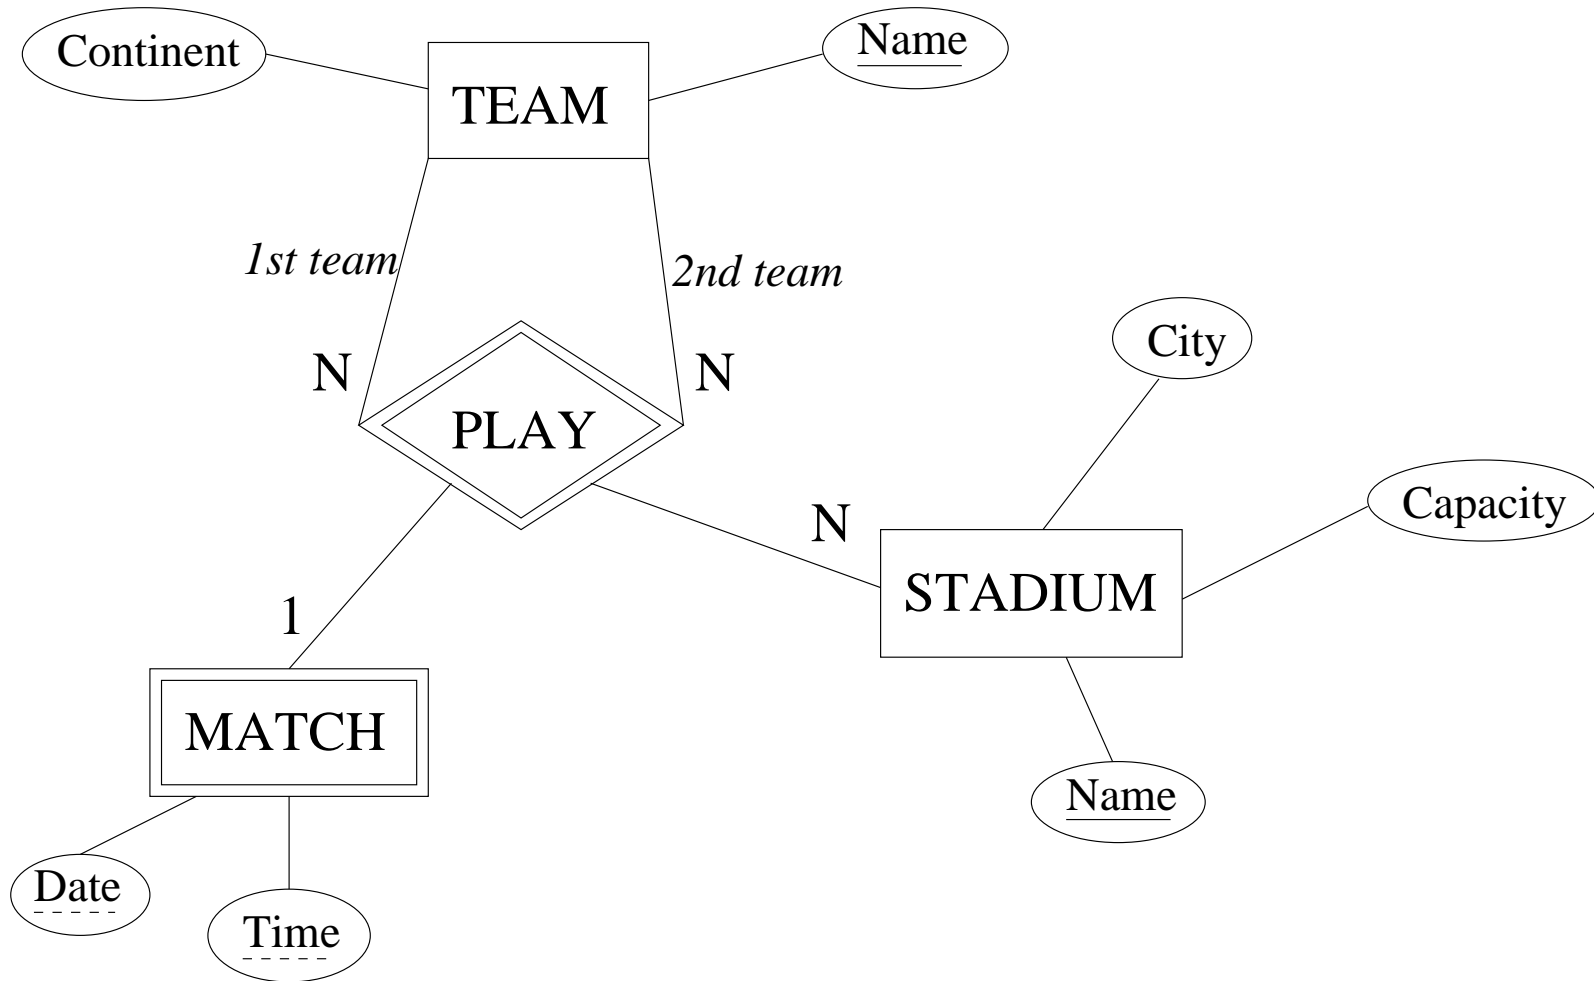 Continent
Name
TEAM
1st team
2nd team
N
N
PLAY
City
Capacity
N
STADIUM
1
MATCH
Name
Date
Time